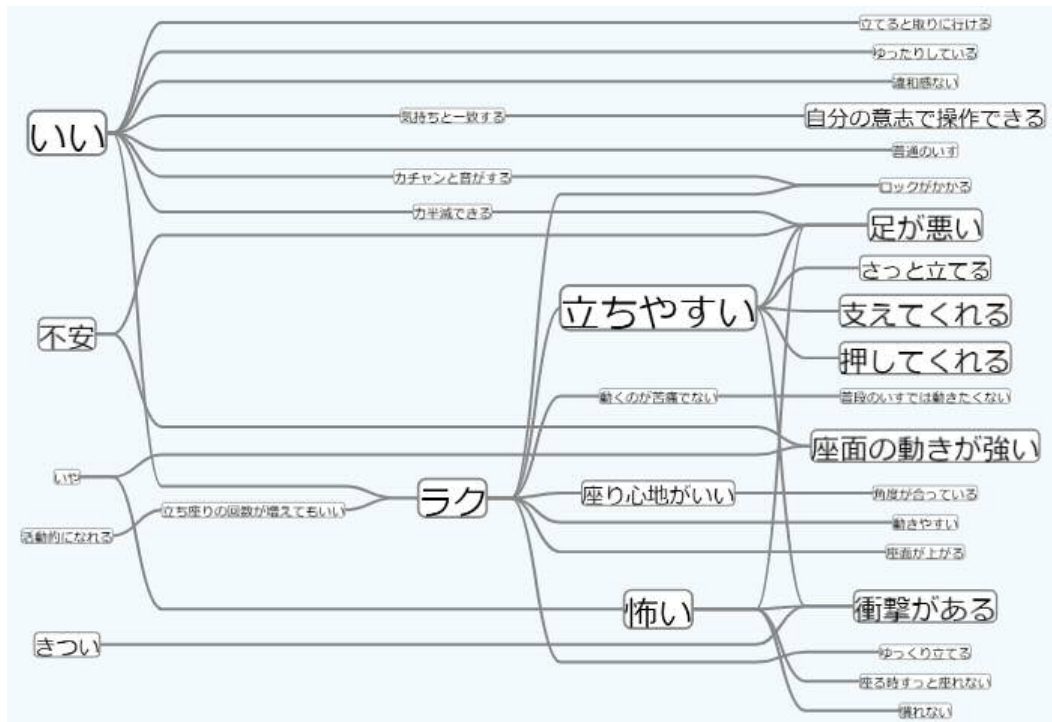 立てると取りに行ける
ゆったりしている
違和感ない
いい
気持ちと一致する
自分の意志で操作できる
普通のいす
カチャンと音がする
ロックがかかる
力半減できる
足が悪い
さっと立てる
立ちやすい
支えてくれる
不安
押してくれる
動くのが苦痛でない
普段のいすでは動きたくない
座面の動きが強い
いや
ラク
座り心地がいい
角度が合っている
立ち座りの回数が増えてもいい
動きやすい
活動的になれる
座面が上がる
怖い
衝撃がある
きつい
ゆっくり立てる
座る時すっと座れない